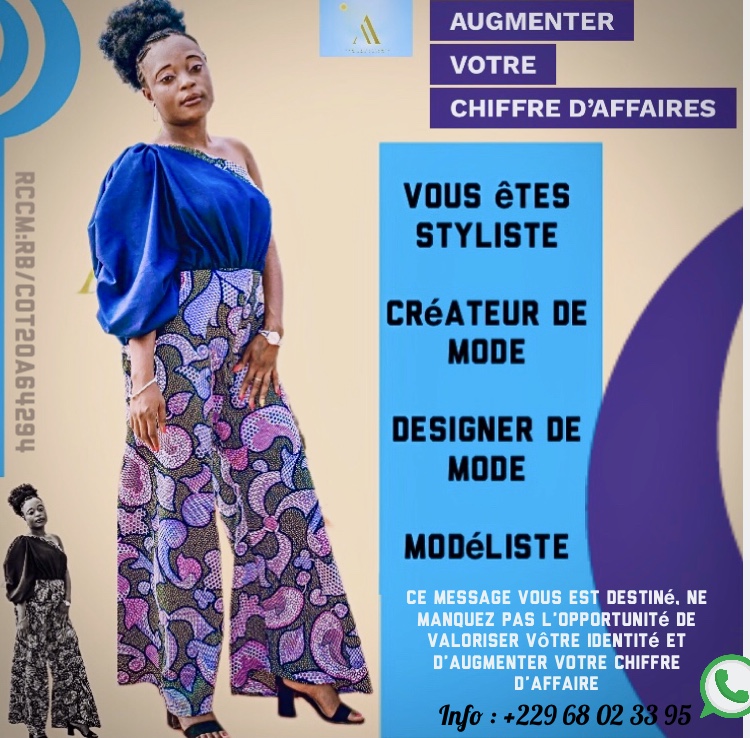 AUGMENTER
VOTRE
CHIFFRE D'AFFAIRES
RCCM:RB/COT20A64294
VOUS êTES
STYLISTE
CRéATEUR DE
MODE
DESIGNER DE
MODE
MODéLISTE
CE MESSAGE VOUS EST DESTINé, NE
MANQUEZ PAS L'OPPORTUNITé DE
VALORISER VÔTRE IDENTITé ET
D'AUGMENTER VOTRE CHIFFRE
D'AFFAIRE
Info : +229 68 02 33 95